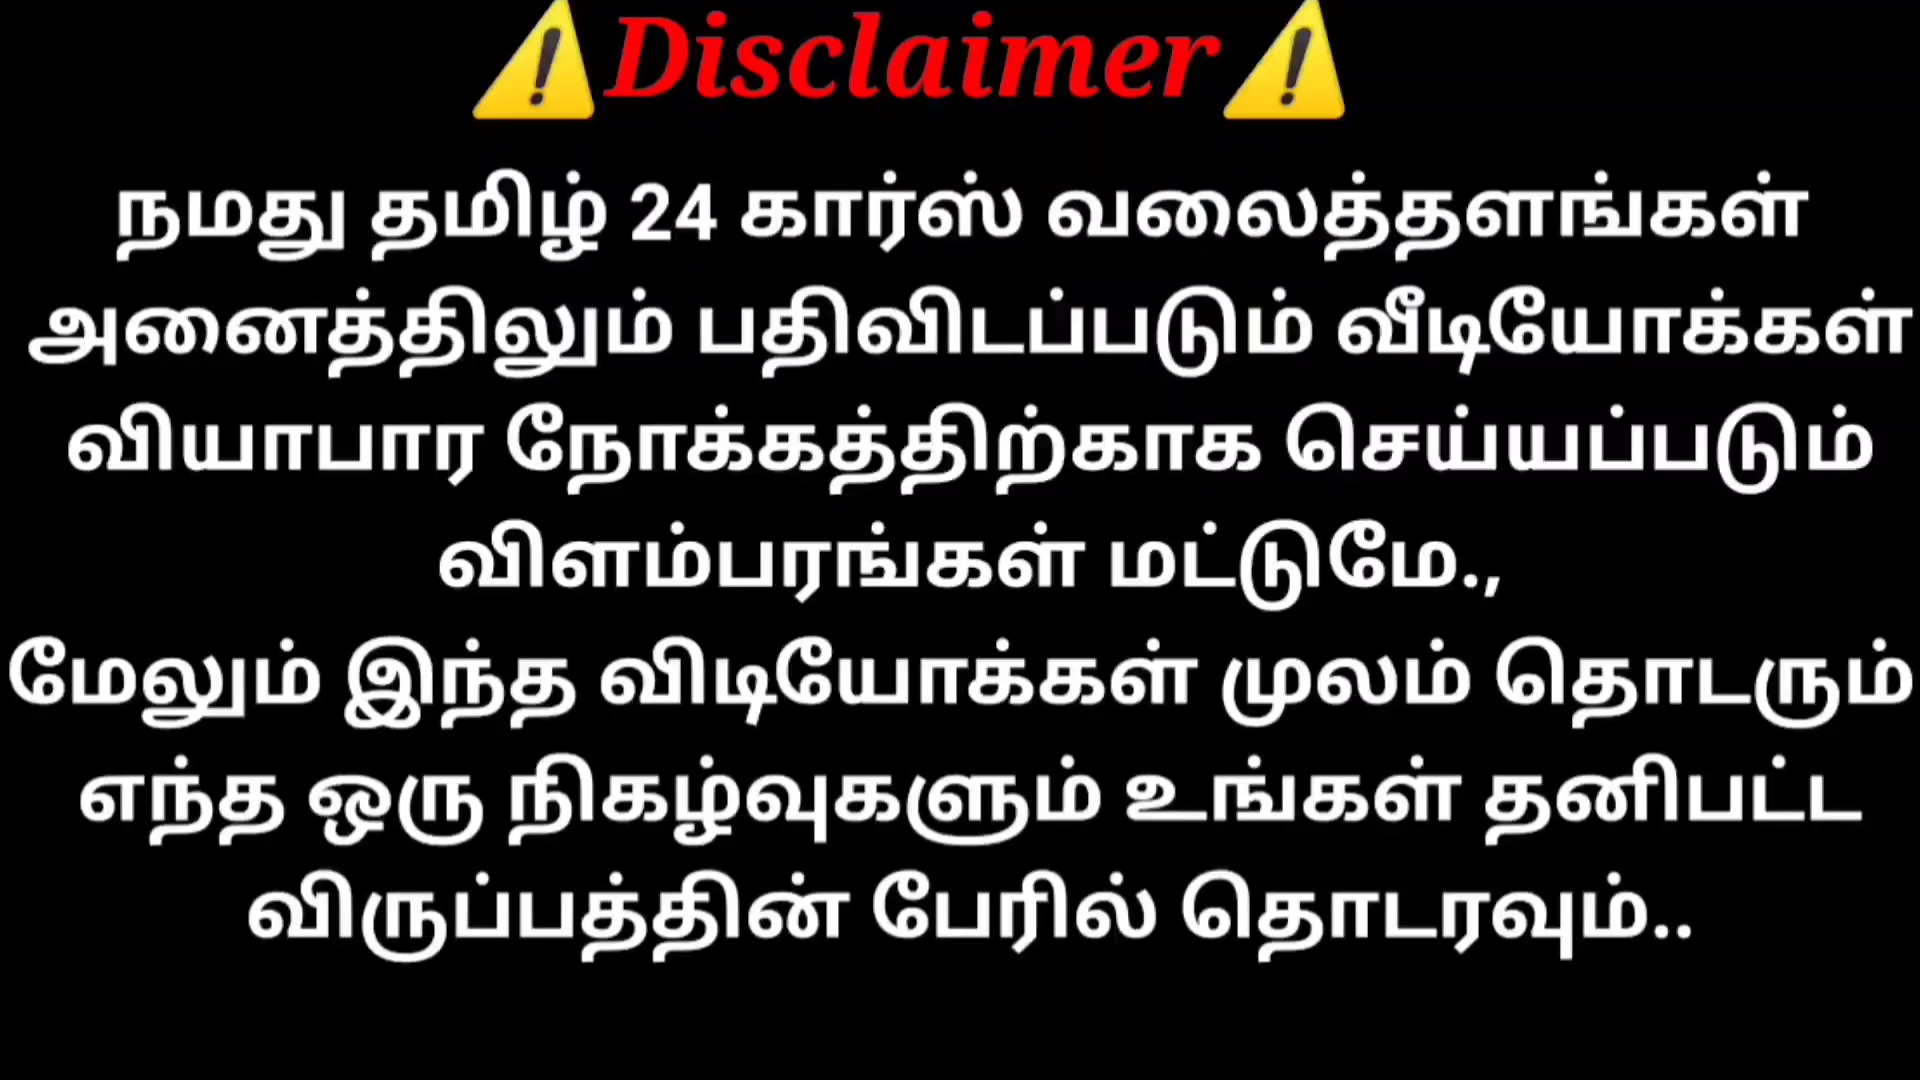 ⚠️Disclaimer⚠️
நமது தமிழ் 24 கார்ஸ் வலைத்தளங்கள்
அனைத்திலும் பதிவிடப்படும் வீடியோக்கள்
வியாபார நோக்கத்திற்காக செய்யப்படும்
விளம்பரங்கள் மட்டுமே.,
மேலும் இந்த விடியோக்கள் முலம் தொடரும்
எந்த ஒரு நிகழ்வுகளும் உங்கள் தனிபட்ட
விருப்பத்தின் பேரில் தொடரவும்..